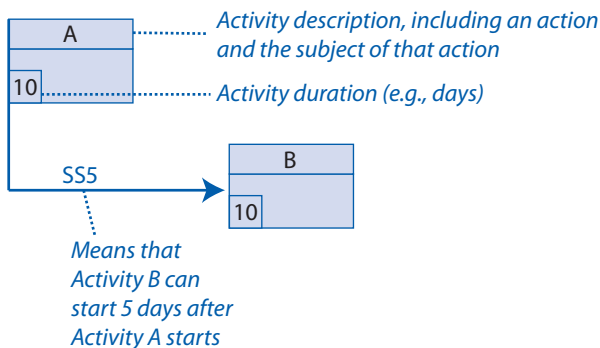 A
Activity description, including an action
and the subject of that action
10
Activity duration (e.g., days)
SS5
B
10
Means that
Activity B can
start 5 days after
Activity A starts